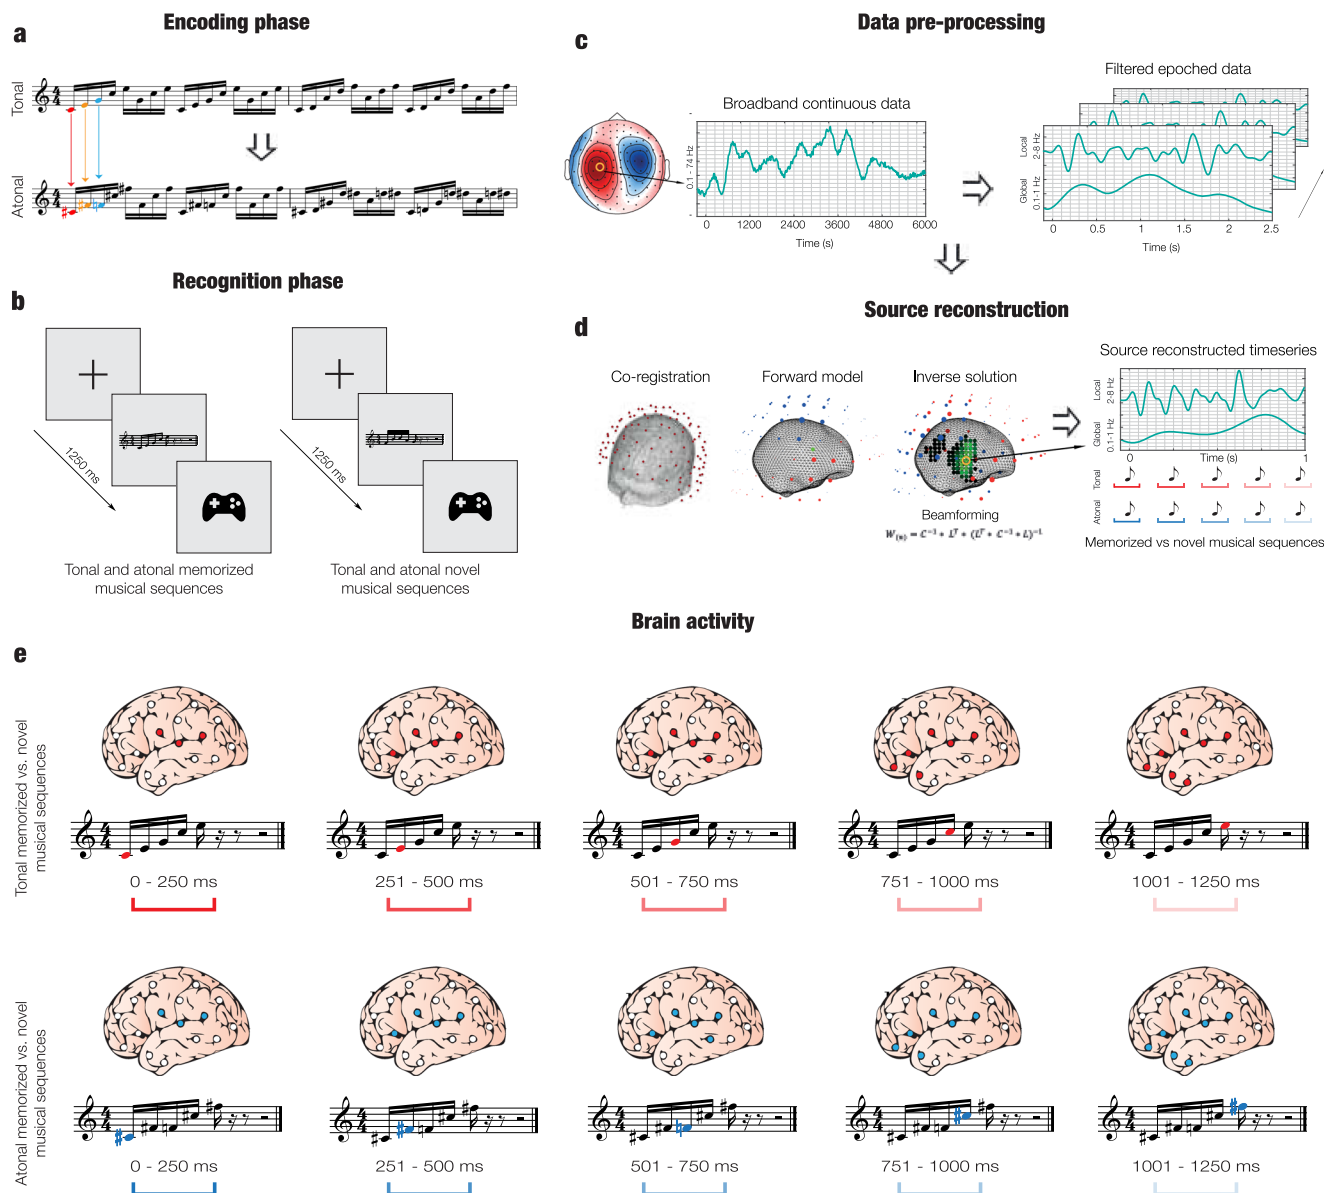 Encoding phase
a
Tonal
Atonal
Recognition phase
b
1250 ms
1250 ms
Tonal and atonal memorized
musical sequences
Tonal and atonal novel
musical sequences
Data pre-processing
c
Broadband continuous data
0.1 - 74 Hz
0 1200 2400 3600 4800 6000
Time (s)
Filtered epoched data
Local
2-8 Hz
Global
0.1-1 Hz
0 0.5 1 1.5 2 2.5
Time (s)
Source reconstruction
d
Co-registration
Forward model
Inverse solution
Beamforming
W(n) = C⁻¹ * Lᵀ * (Lᵀ * C⁻¹ * L)⁻¹
Source reconstructed timeseries
Local
2-8 Hz
Global
0.1-1 Hz
0 Time (s) 1
Tonal
Atonal
Memorized vs novel musical sequences
Brain activity
e
Tonal memorized vs. novel
musical sequences
0 - 250 ms
251 - 500 ms
501 - 750 ms
751 - 1000 ms
1001 - 1250 ms
Atonal memorized vs. novel
musical sequences
0 - 250 ms
251 - 500 ms
501 - 750 ms
751 - 1000 ms
1001 - 1250 ms